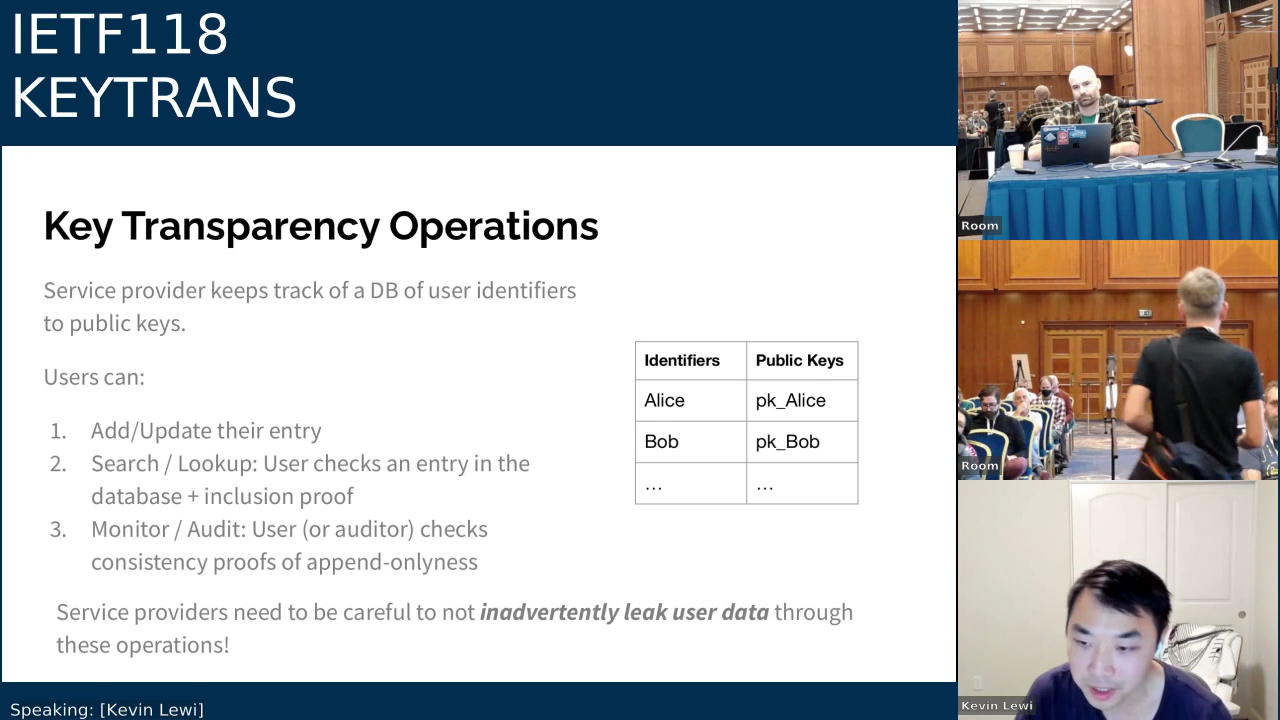 IETF118
KEYTRANS
Key Transparency Operations
Service provider keeps track of a DB of user identifiers
to public keys.
Users can:
1. Add/Update their entry
2. Search / Lookup: User checks an entry in the
database + inclusion proof
3. Monitor / Audit: User (or auditor) checks
consistency proofs of append-onlyness
Service providers need to be careful to not inadvertently leak user data through
these operations!
Identifiers Public Keys
Alice pk_Alice
Bob pk_Bob
… …
Speaking: [Kevin Lewi]
Room
Room
Kevin Lewi